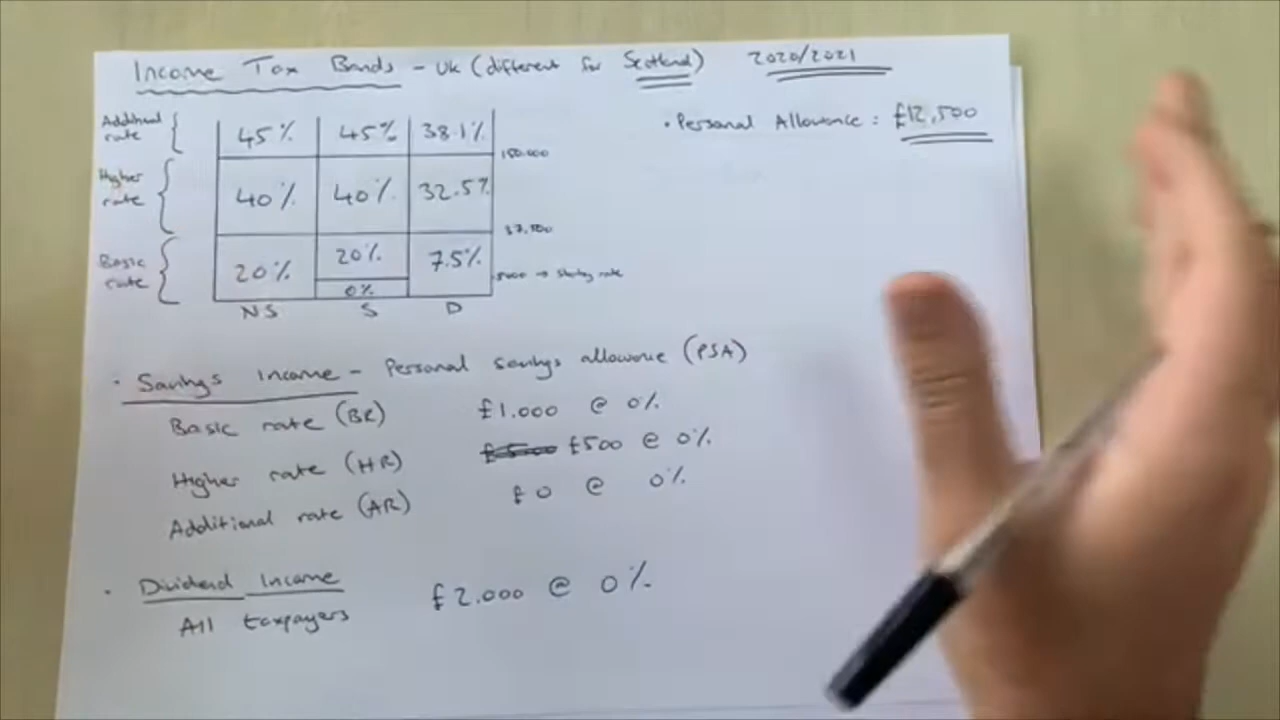 Income Tax Bands - UK (different for Scotland) 2020/2021
• Personal Allowance : £12,500
Additional rate 45% 45% 38.1%
150.000
Higher rate 40% 40% 32.5%
37.500
Basic rate 20% 20% 7.5%
5000 → Starting rate
0%
NS S D
• Savings Income - Personal savings allowance (PSA)
Basic rate (BR) £1.000 @ 0%
Higher rate (HR) £500 @ 0%
Additional rate (AR) £0 @ 0%
• Dividend Income
All taxpayers £2.000 @ 0%